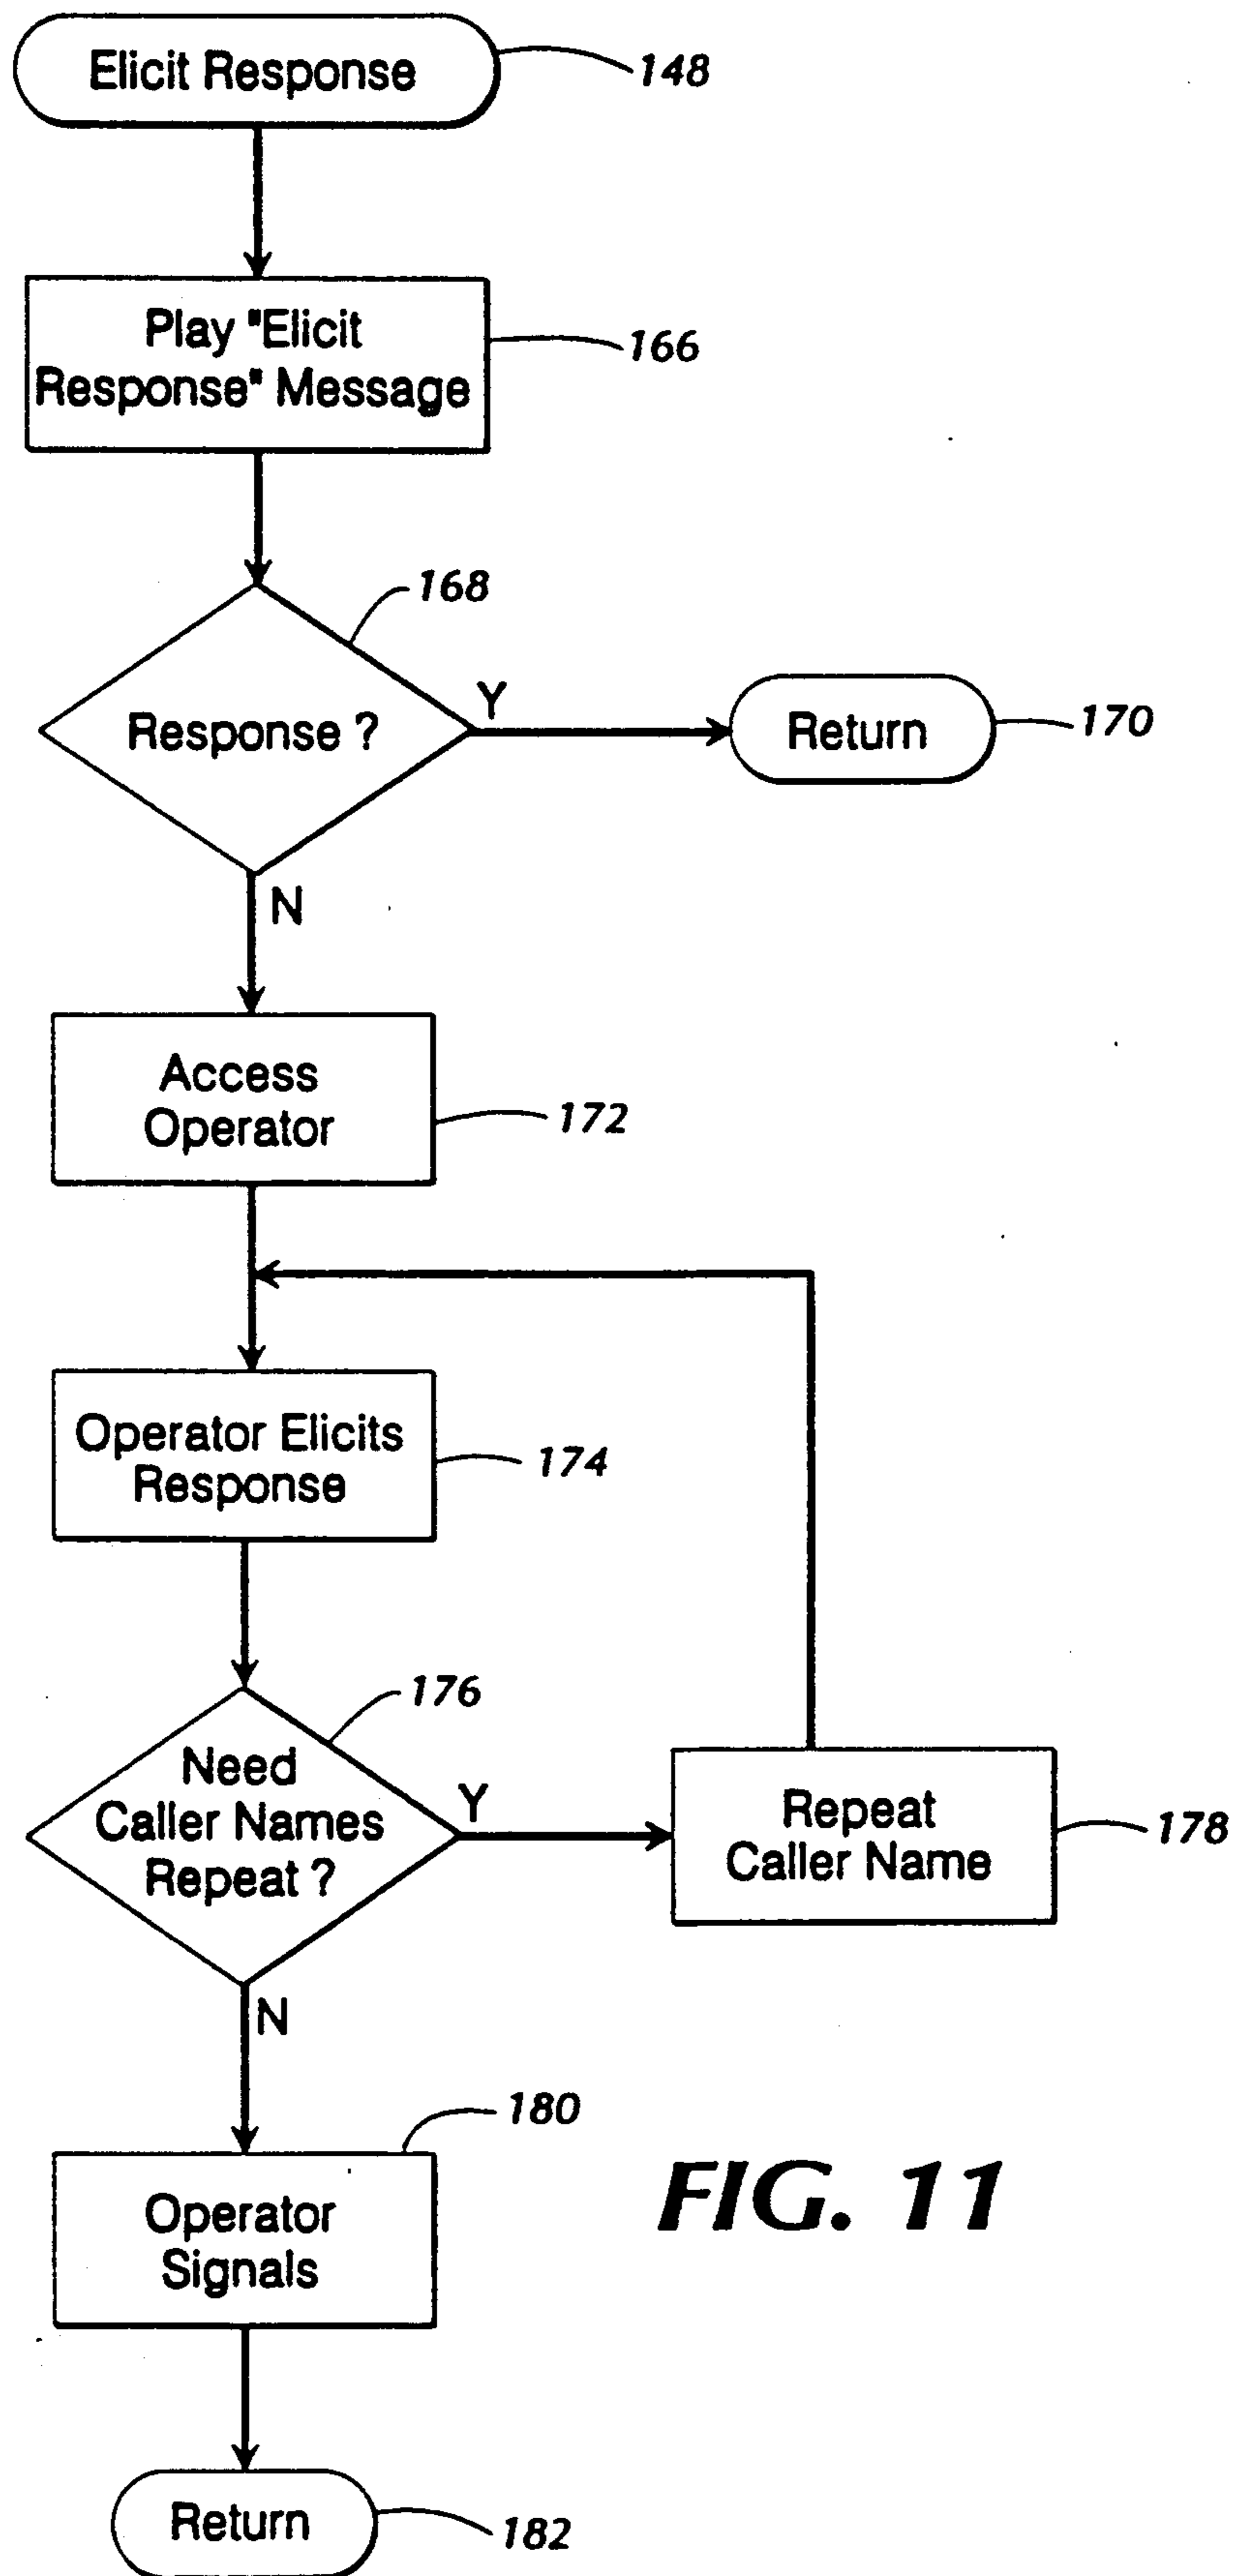 Elicit Response
148
Play "Elicit
Response" Message
166
168
Response ?
Y
Return
170
N
Access
Operator
172
Operator Elicits
Response
174
176
Need
Caller Names
Repeat ?
Y
Repeat
Caller Name
178
N
180
Operator
Signals
FIG. 11
Return
182